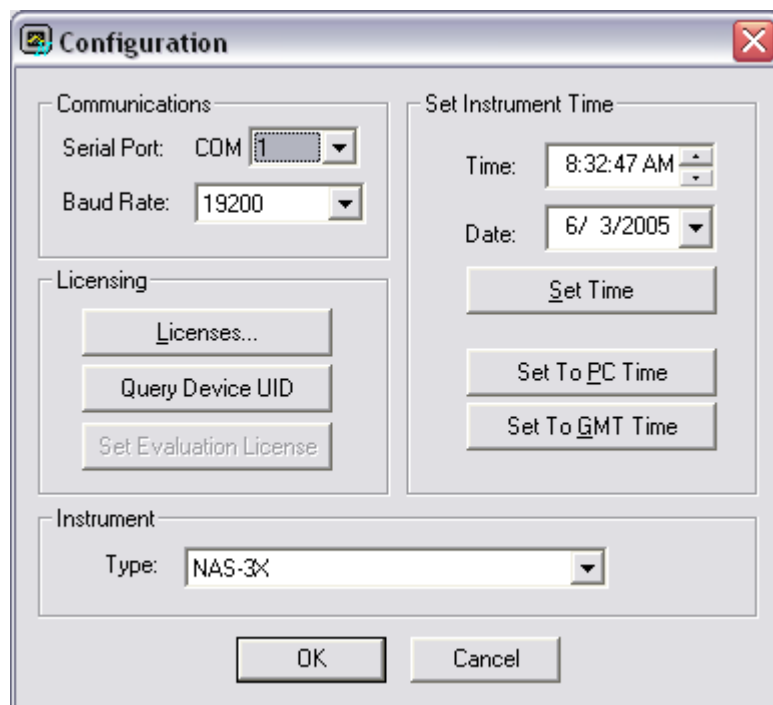 Configuration
Communications
Serial Port: COM 1
Baud Rate: 19200
Licensing
Licenses...
Query Device UID
Set Evaluation License
Set Instrument Time
Time: 8:32:47 AM
Date: 6/ 3/2005
Set Time
Set To PC Time
Set To GMT Time
Instrument
Type: NAS-3X
OK Cancel